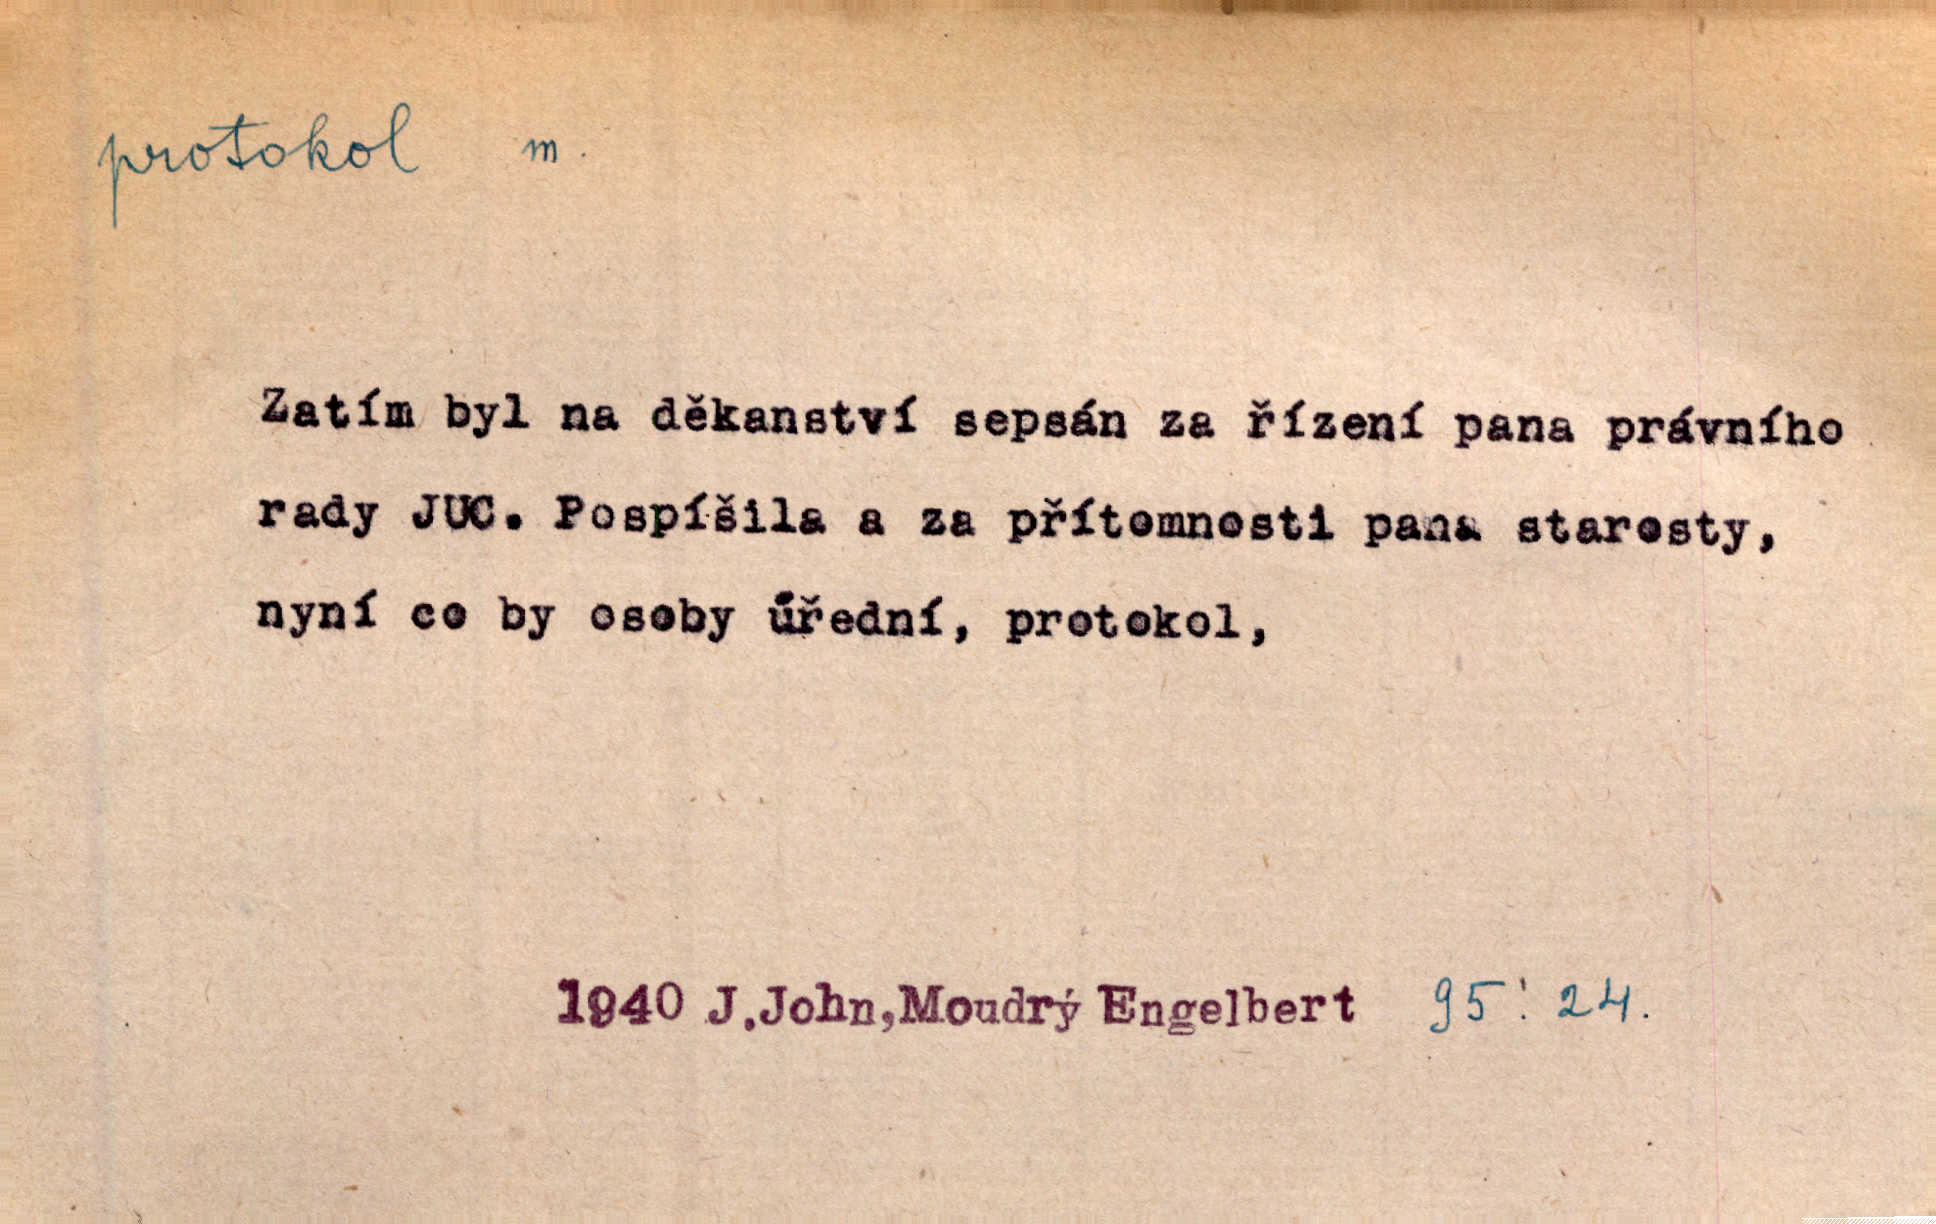 protokol m.
Zatím byl na děkanství sepsán za řízení pana právního
rady JUC. Pospíšila a za přítomnosti pana starosty,
nyní co by osoby úřední, protokol,
1940 J.John,Moudrý Engelbert 95! 24.